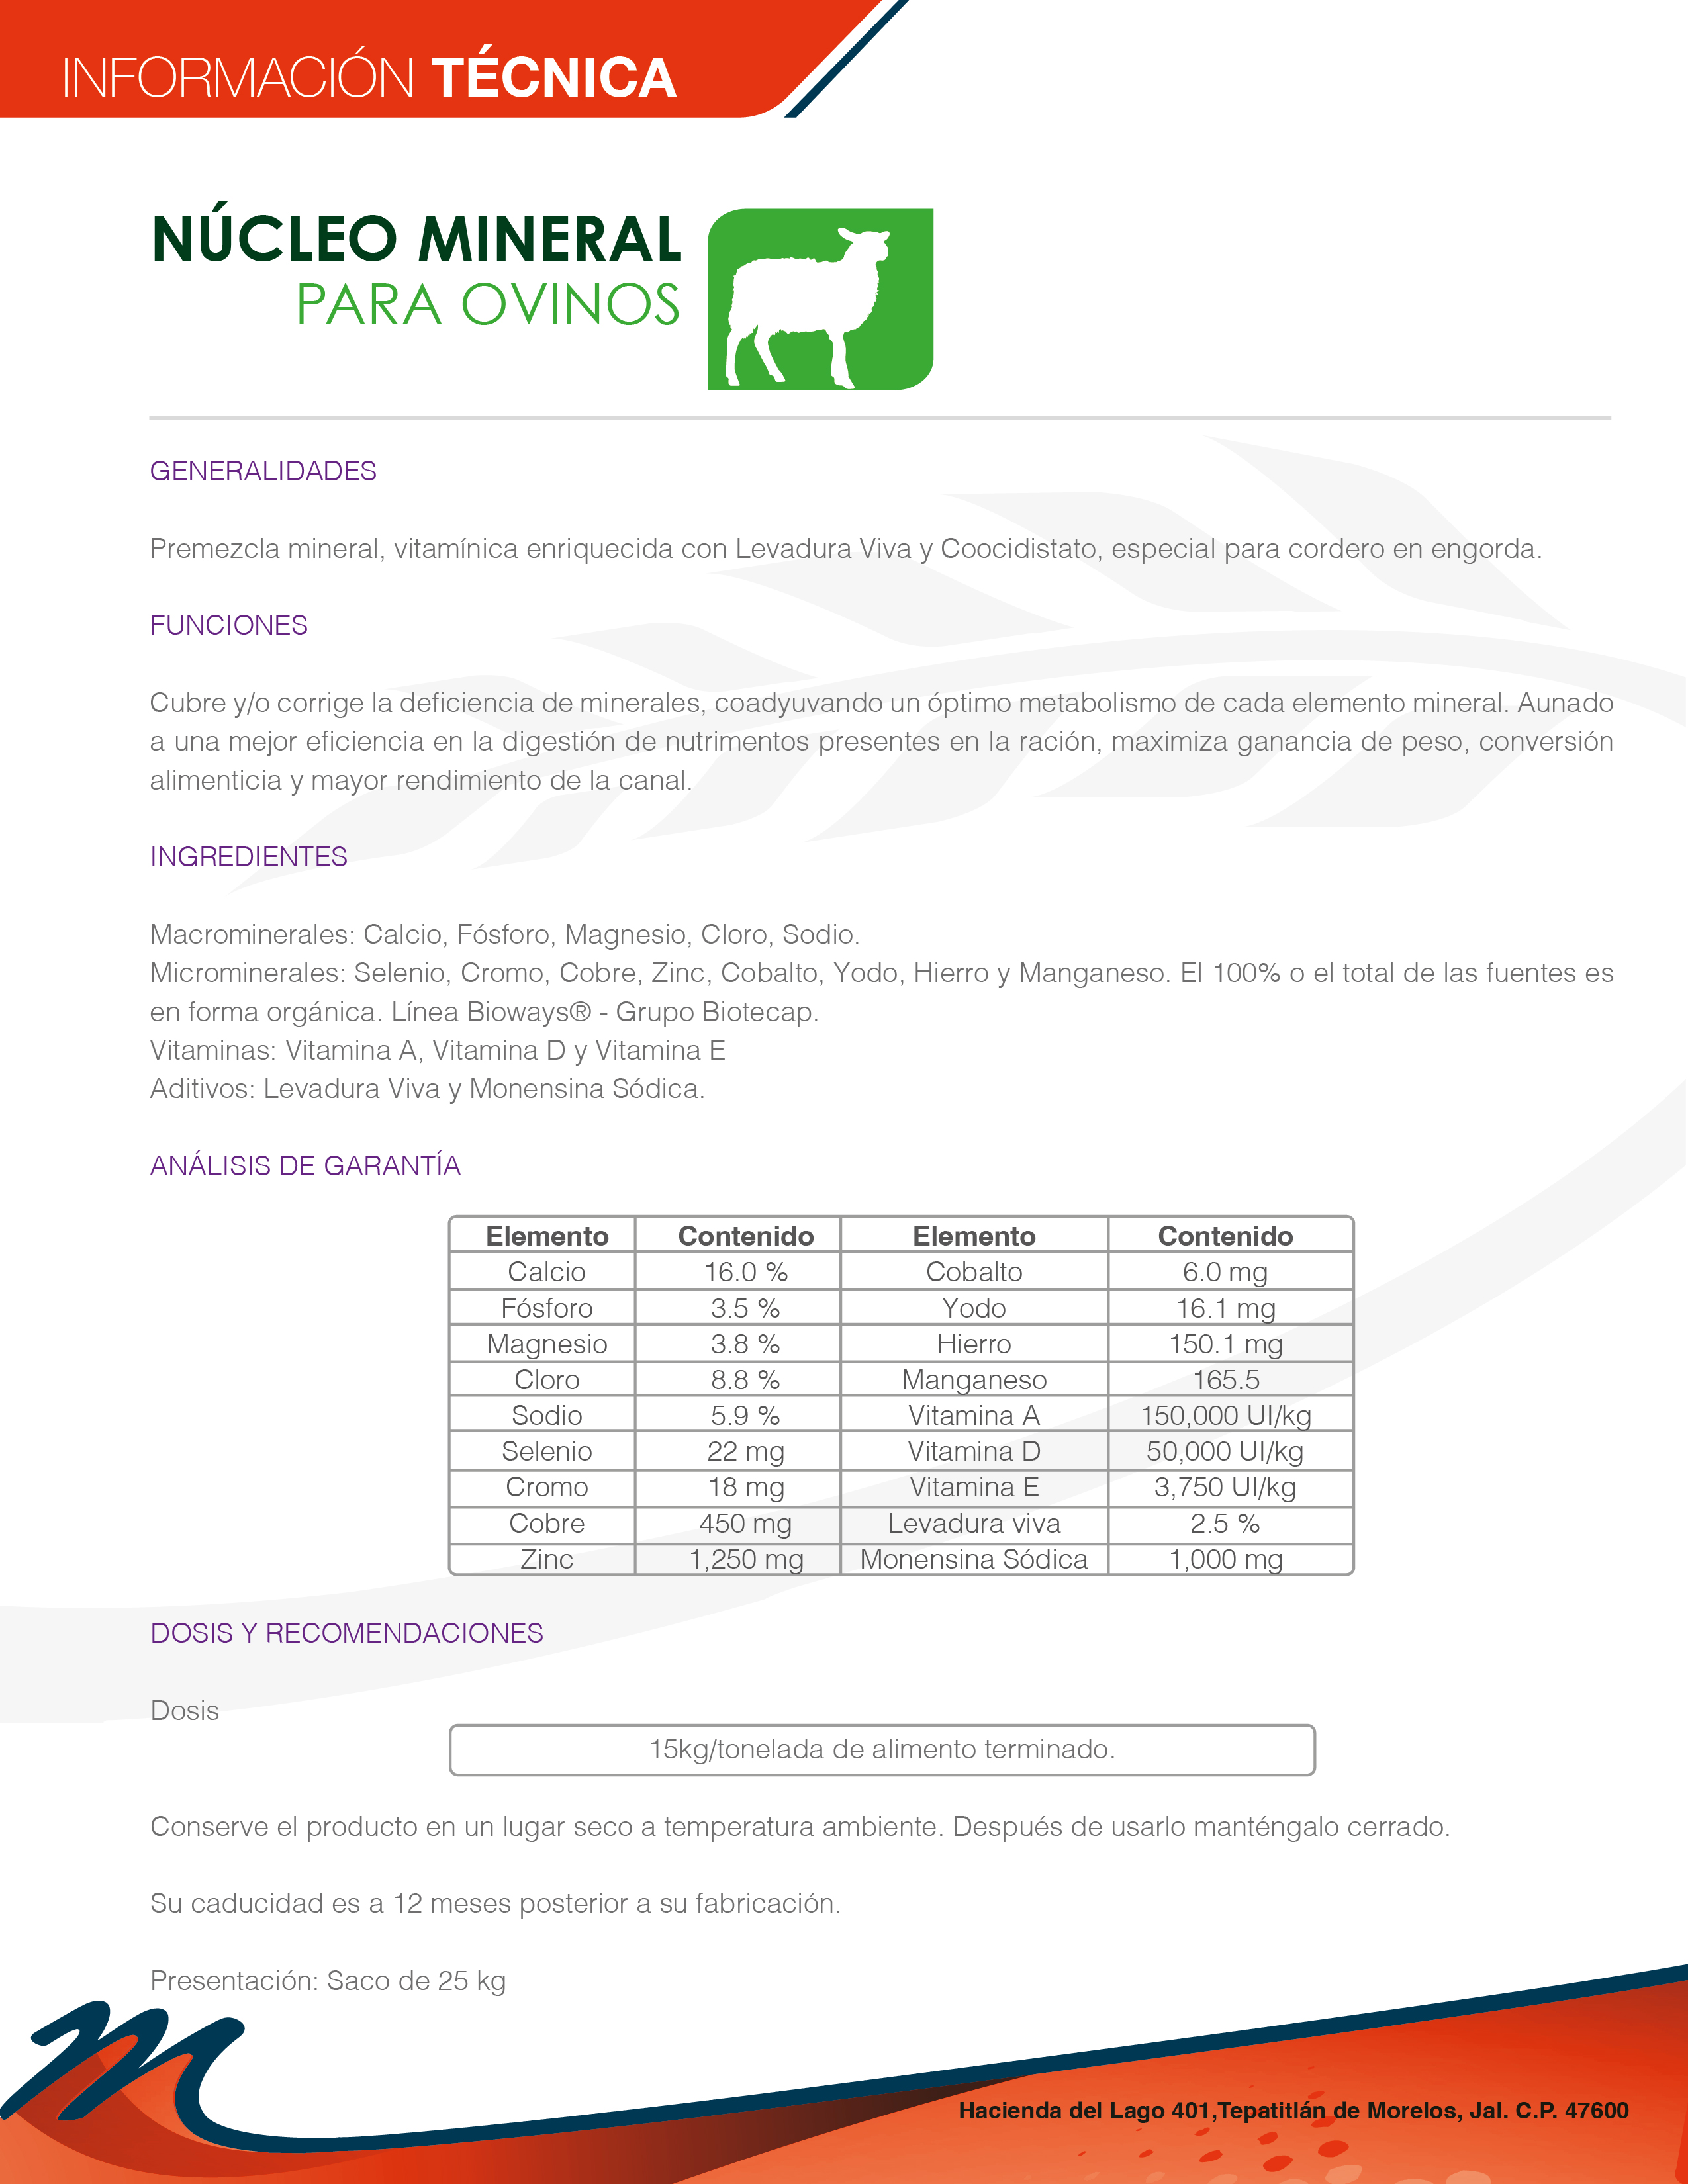 INFORMACIÓN TÉCNICA
NÚCLEO MINERAL
PARA OVINOS
GENERALIDADES
Premezcla mineral, vitamínica enriquecida con Levadura Viva y Coocidistato, especial para cordero en engorda.
FUNCIONES
Cubre y/o corrige la deficiencia de minerales, coadyuvando un óptimo metabolismo de cada elemento mineral. Aunado
a una mejor eficiencia en la digestión de nutrimentos presentes en la ración, maximiza ganancia de peso, conversión
alimenticia y mayor rendimiento de la canal.
INGREDIENTES
Macrominerales: Calcio, Fósforo, Magnesio, Cloro, Sodio.
Microminerales: Selenio, Cromo, Cobre, Zinc, Cobalto, Yodo, Hierro y Manganeso. El 100% o el total de las fuentes es
en forma orgánica. Línea Bioways® - Grupo Biotecap.
Vitaminas: Vitamina A, Vitamina D y Vitamina E
Aditivos: Levadura Viva y Monensina Sódica.
ANÁLISIS DE GARANTÍA
Elemento Contenido Elemento Contenido
Calcio 16.0 % Cobalto 6.0 mg
Fósforo 3.5 % Yodo 16.1 mg
Magnesio 3.8 % Hierro 150.1 mg
Cloro 8.8 % Manganeso 165.5
Sodio 5.9 % Vitamina A 150,000 UI/kg
Selenio 22 mg Vitamina D 50,000 UI/kg
Cromo 18 mg Vitamina E 3,750 UI/kg
Cobre 450 mg Levadura viva 2.5 %
Zinc 1,250 mg Monensina Sódica 1,000 mg
DOSIS Y RECOMENDACIONES
Dosis
15kg/tonelada de alimento terminado.
Conserve el producto en un lugar seco a temperatura ambiente. Después de usarlo manténgalo cerrado.
Su caducidad es a 12 meses posterior a su fabricación.
Presentación: Saco de 25 kg
Hacienda del Lago 401,Tepatitlán de Morelos, Jal. C.P. 47600